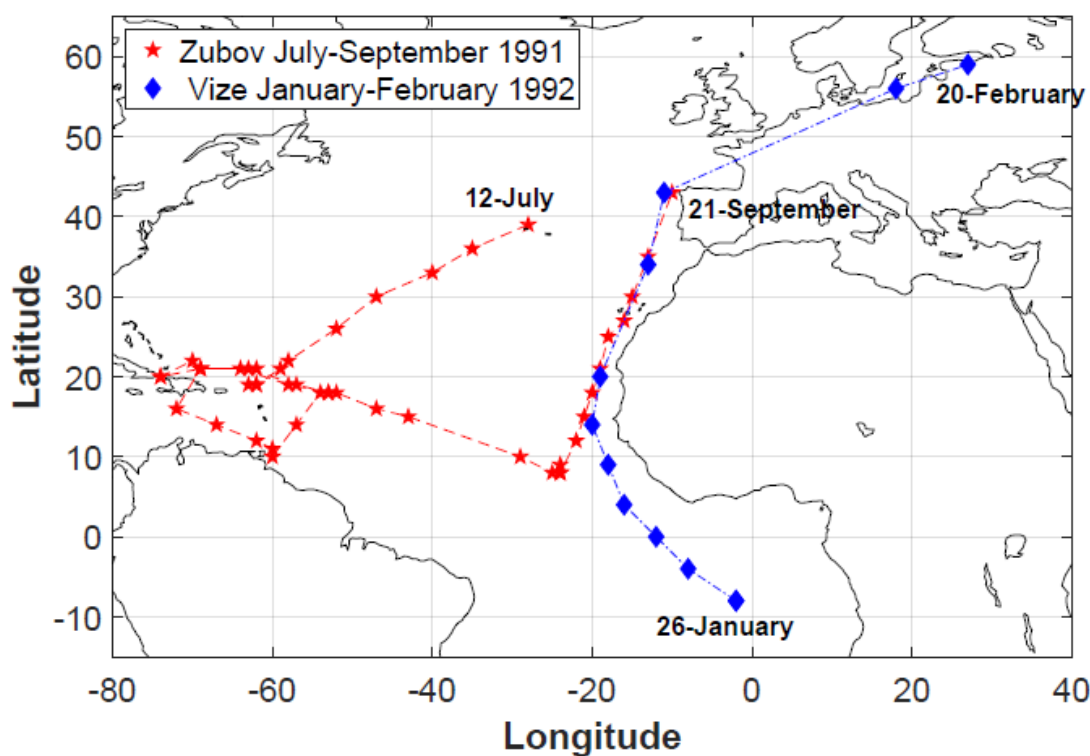 Zubov July-September 1991
Vize January-February 1992
20-February
12-July
21-September
26-January
60
50
40
30
20
10
0
-10
-80
-60
-40
-20
0
20
40
Latitude
Longitude